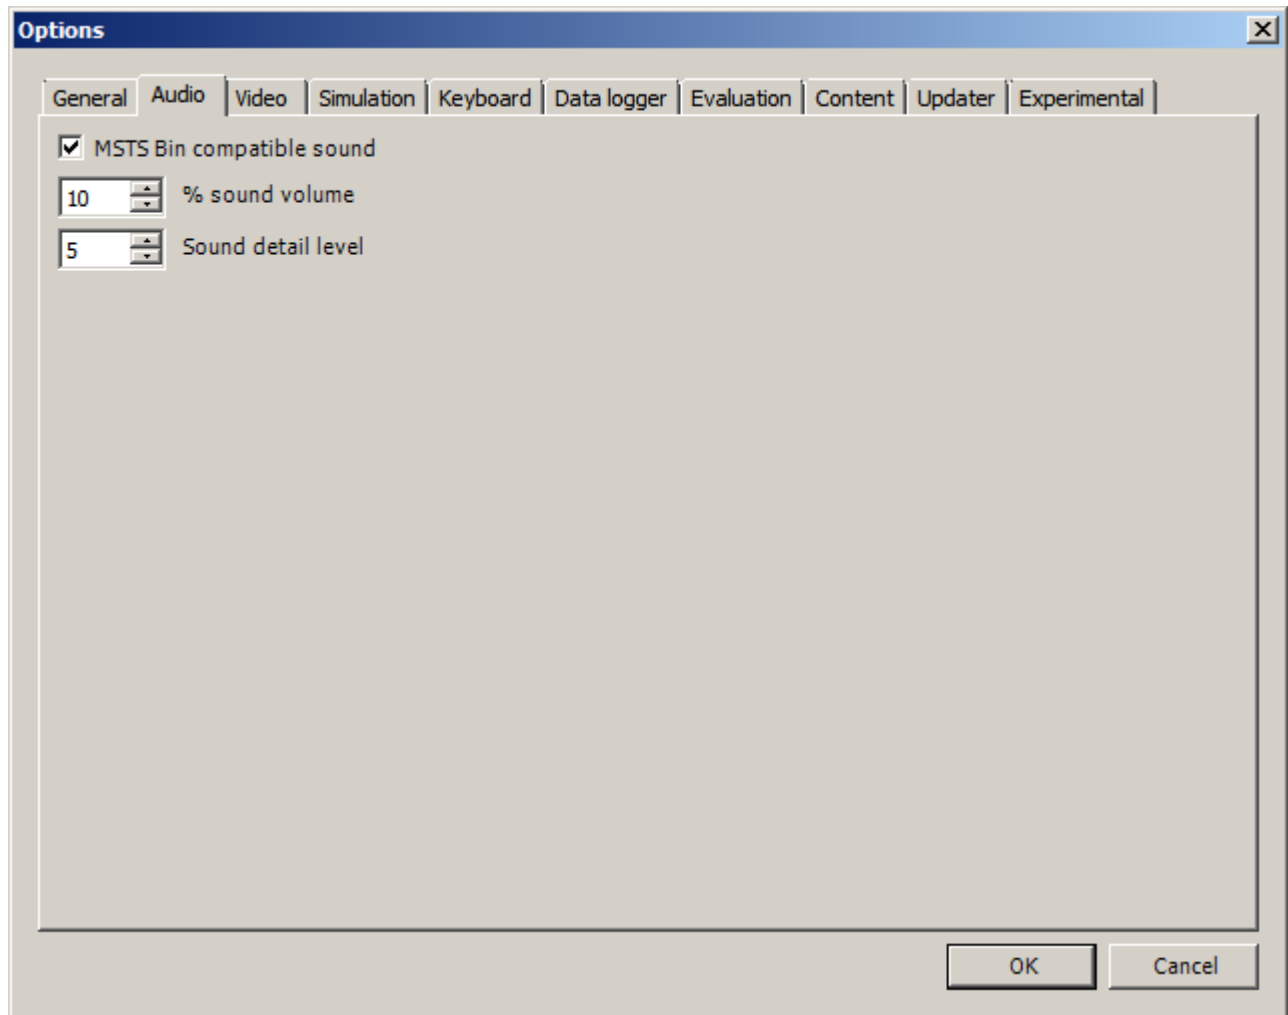 Options
General Audio Video Simulation Keyboard Data logger Evaluation Content Updater Experimental
MSTS Bin compatible sound
10 % sound volume
5 Sound detail level
OK Cancel